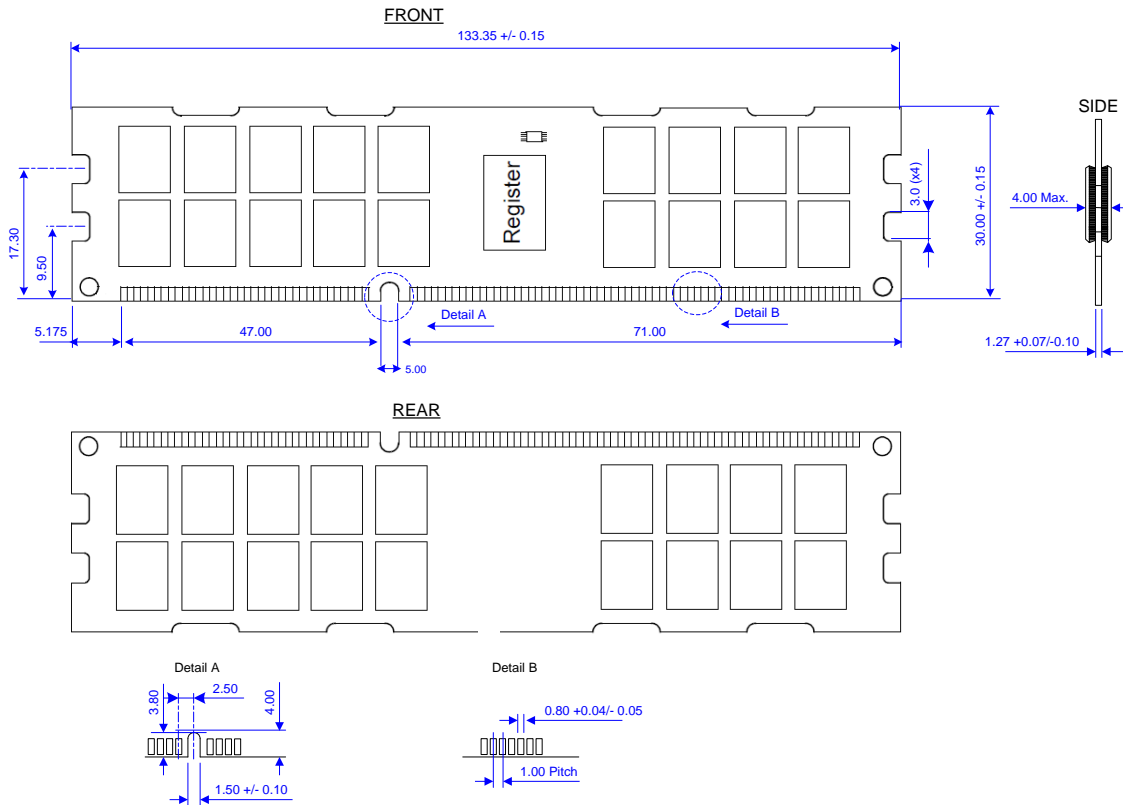 FRONT
133.35 +/- 0.15
SIDE
Register
17.30
9.50
3.0 (x4)
30.00 +/- 0.15
4.00 Max.
Detail A
Detail B
5.175
47.00
71.00
5.00
1.27 +0.07/-0.10
REAR
Detail A
Detail B
3.80
2.50
4.00
1.50 +/- 0.10
0.80 +0.04/- 0.05
1.00 Pitch